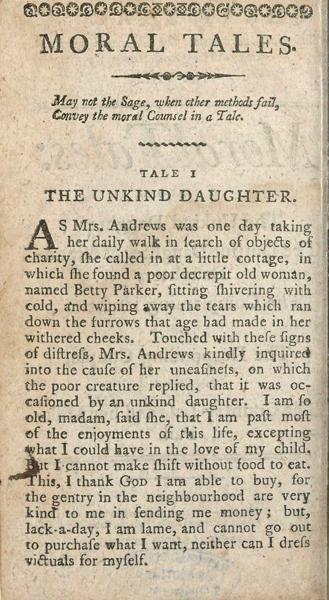 MORAL TALES.
May not the Sage, when other methods fail,
Convey the moral Counsel in a Tale.
TALE I
THE UNKIND DAUGHTER.
AS Mrs. Andrews was one day taking
her daily walk in ſearch of objects of
charity, ſhe called in at a little cottage, in
which ſhe found a poor decrepit old woman,
named Betty Parker, ſitting ſhivering with
cold, and wiping away the tears which ran
down the furrows that age had made in her
withered cheeks. Touched with theſe ſigns
of diſtreſs, Mrs. Andrews kindly inquired
into the cauſe of her uneaſineſs, on which
the poor creature replied, that it was oc-
caſioned by an unkind daughter. I am ſo
old, madam, ſaid ſhe, that I am paſt moſt
of the enjoyments of this life, excepting
what I could have in the love of my child.
But I cannot make ſhift without food to eat.
This, I thank GOD I am able to buy, for
the gentry in the neighbourhood are very
kind to me in ſending me money; but,
lack-a-day, I am lame, and cannot go out
to purchaſe what I want, neither can I dreſs
victuals for myſelf.